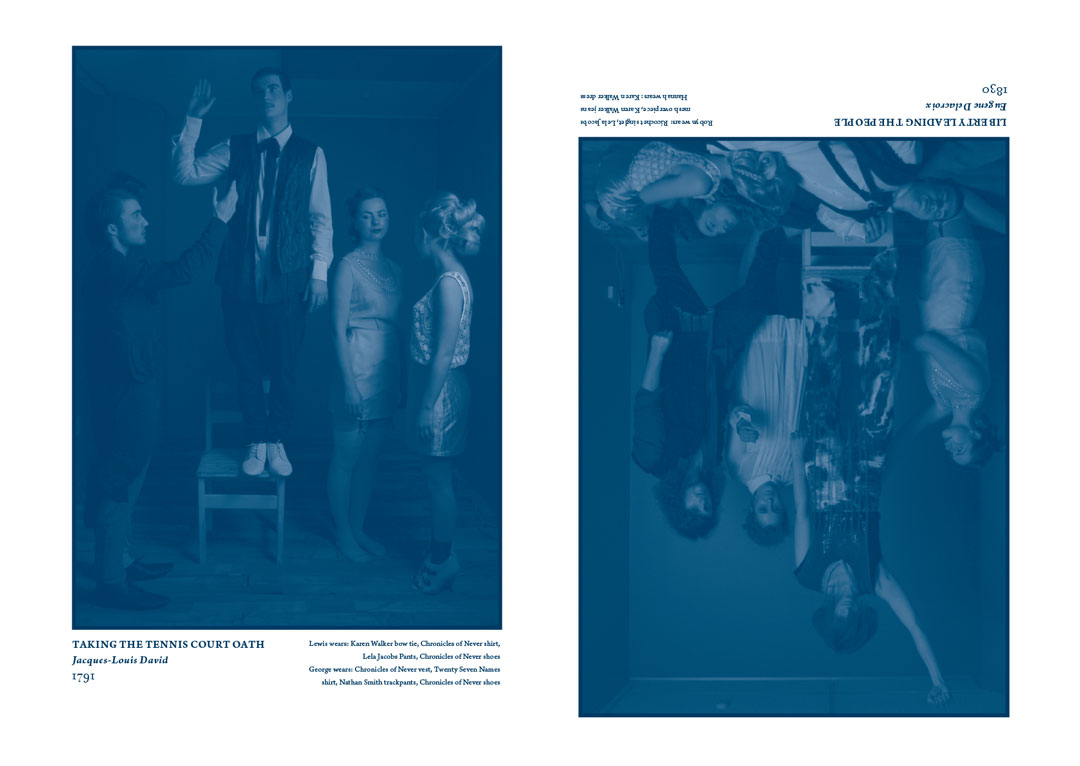 TAKING THE TENNIS COURT OATH
Jacques-Louis David
1791
Lewis wears: Karen Walker bow tie, Chronicles of Never shirt,
Lela Jacobs Pants, Chronicles of Never shoes
George wears: Chronicles of Never vest, Twenty Seven Names
shirt, Nathan Smith trackpants, Chronicles of Never shoes
LIBERTY LEADING THE PEOPLE
Eugene Delacroix
1830
Robyn wears: Ricochet singlet, Lela Jacobs
mesh overpiece, Karen Walker jeans
Hannah wears: Karen Walker dress